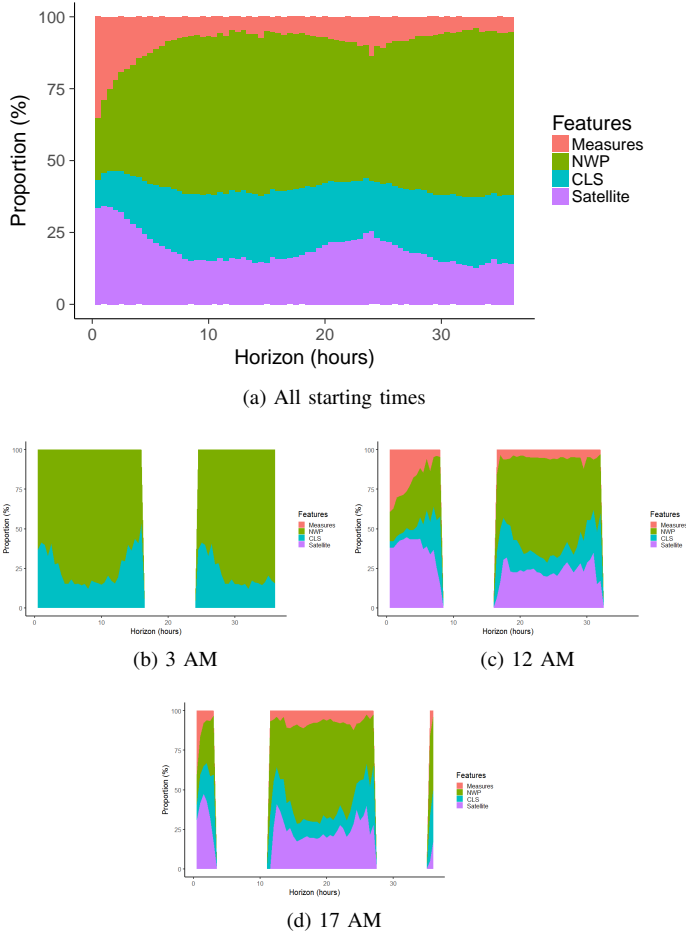 100
75
50
25
0
Proportion (%)
0 10 20 30
Horizon (hours)
Features
Measures
NWP
CLS
Satellite
(a) All starting times
100
75
50
25
0
Proportion (%)
0 10 20 30
Horizon (hours)
Features
Measures
NWP
CLS
Satellite
(b) 3 AM
100
75
50
25
0
Proportion (%)
0 10 20 30
Horizon (hours)
Features
Measures
NWP
CLS
Satellite
(c) 12 AM
100
75
50
25
0
Proportion (%)
0 10 20 30
Horizon (hours)
Features
Measures
NWP
CLS
Satellite
(d) 17 AM